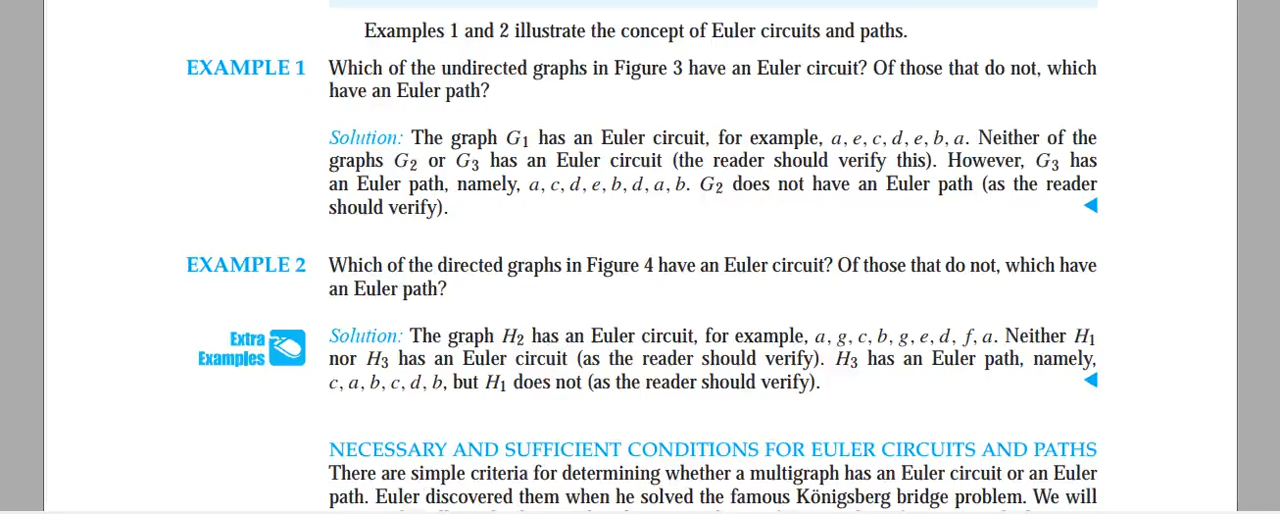 Examples 1 and 2 illustrate the concept of Euler circuits and paths.
EXAMPLE 1 Which of the undirected graphs in Figure 3 have an Euler circuit? Of those that do not, which
have an Euler path?
Solution: The graph G₁ has an Euler circuit, for example, a, e, c, d, e, b, a. Neither of the
graphs G₂ or G₃ has an Euler circuit (the reader should verify this). However, G₃ has
an Euler path, namely, a, c, d, e, b, d, a, b. G₂ does not have an Euler path (as the reader
should verify).
EXAMPLE 2 Which of the directed graphs in Figure 4 have an Euler circuit? Of those that do not, which have
an Euler path?
Extra
Examples
Solution: The graph H₂ has an Euler circuit, for example, a, g, c, b, g, e, d, f, a. Neither H₁
nor H₃ has an Euler circuit (as the reader should verify). H₃ has an Euler path, namely,
c, a, b, c, d, b, but H₁ does not (as the reader should verify).
NECESSARY AND SUFFICIENT CONDITIONS FOR EULER CIRCUITS AND PATHS
There are simple criteria for determining whether a multigraph has an Euler circuit or an Euler
path. Euler discovered them when he solved the famous Königsberg bridge problem. We will